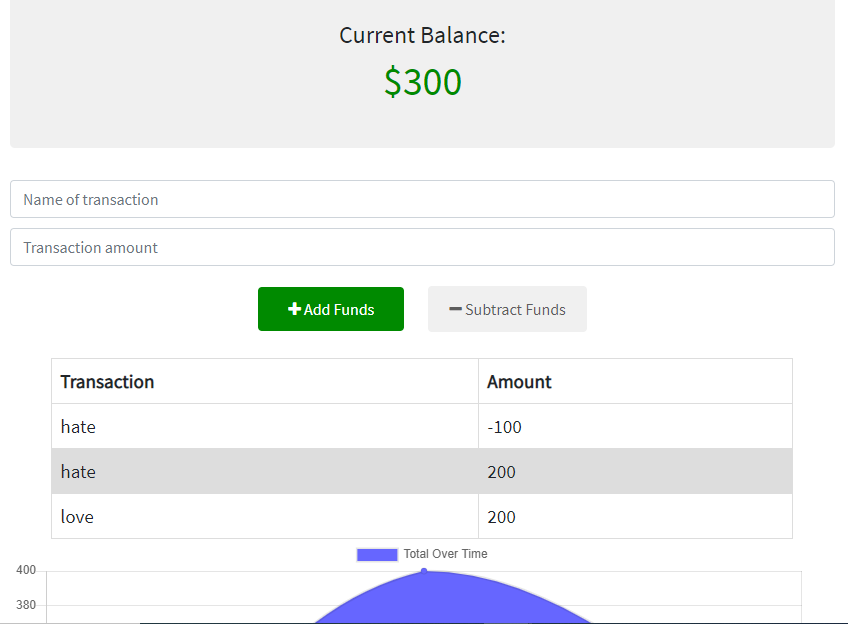 Current Balance:
$300
Name of transaction
Transaction amount
Add Funds Subtract Funds
Transaction Amount
hate -100
hate 200
love 200
Total Over Time
400
380